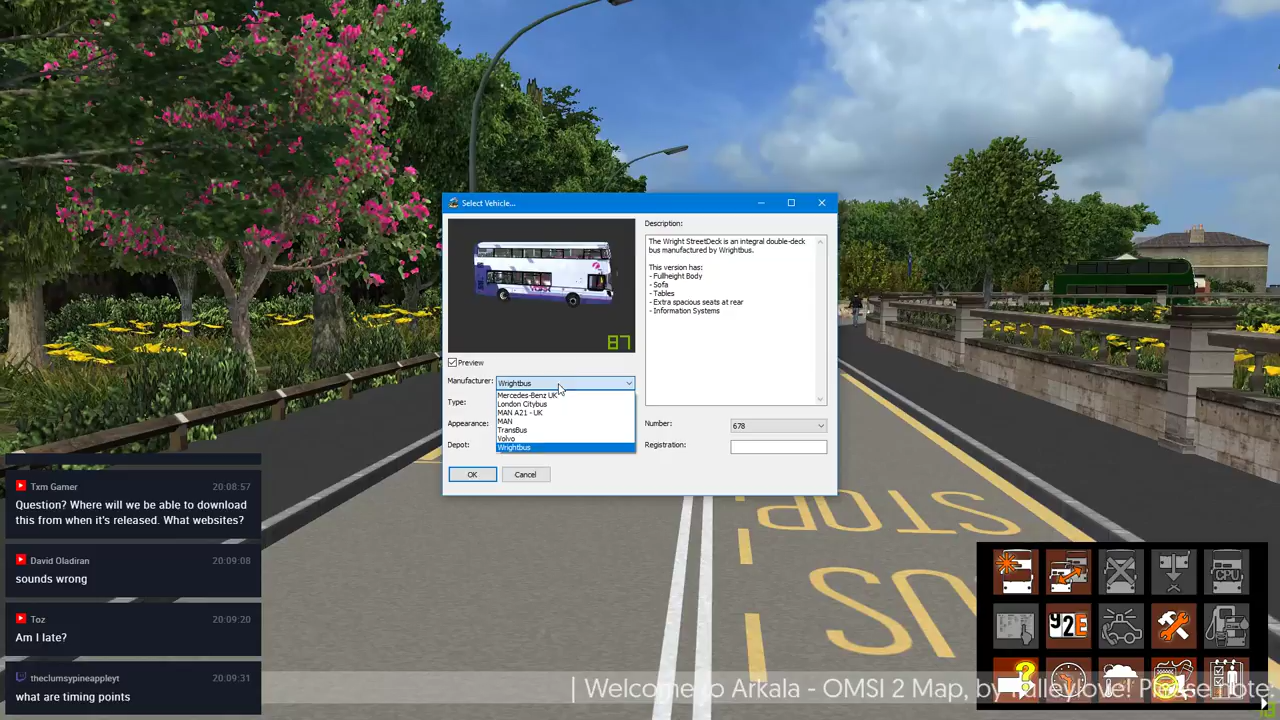 Select Vehicle...
Description:
The Wright StreetDeck is an integral double-deck
bus manufactured by Wrightbus.
This version has:
- Fullheight Body
- Sofa
- Tables
- Extra spacious seats at rear
- Information Systems
87
Preview
Manufacturer:
Wrightbus
Mercedes-Benz UK
London Citybus
MAN A21 - UK
MAN
TransBus
Volvo
Wrightbus
Type:
Appearance:
Depot:
Number:
678
Registration:
OK
Cancel
Txm Gamer 20:08:57
Question? Where will we be able to download
this from when it's released. What websites?
David Oladiran 20:09:08
sounds wrong
Toz 20:09:20
Am I late?
theclumsypineappleyt 20:09:31
what are timing points
STOP
BUS
CPU
92E
| Welcome to Arkala - OMSI 2 Map, by Tulleylove! Please note: